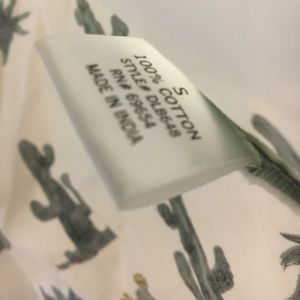 S
100% COTTON
STYLE# DLB648
RN# 69654
MADE IN INDIA